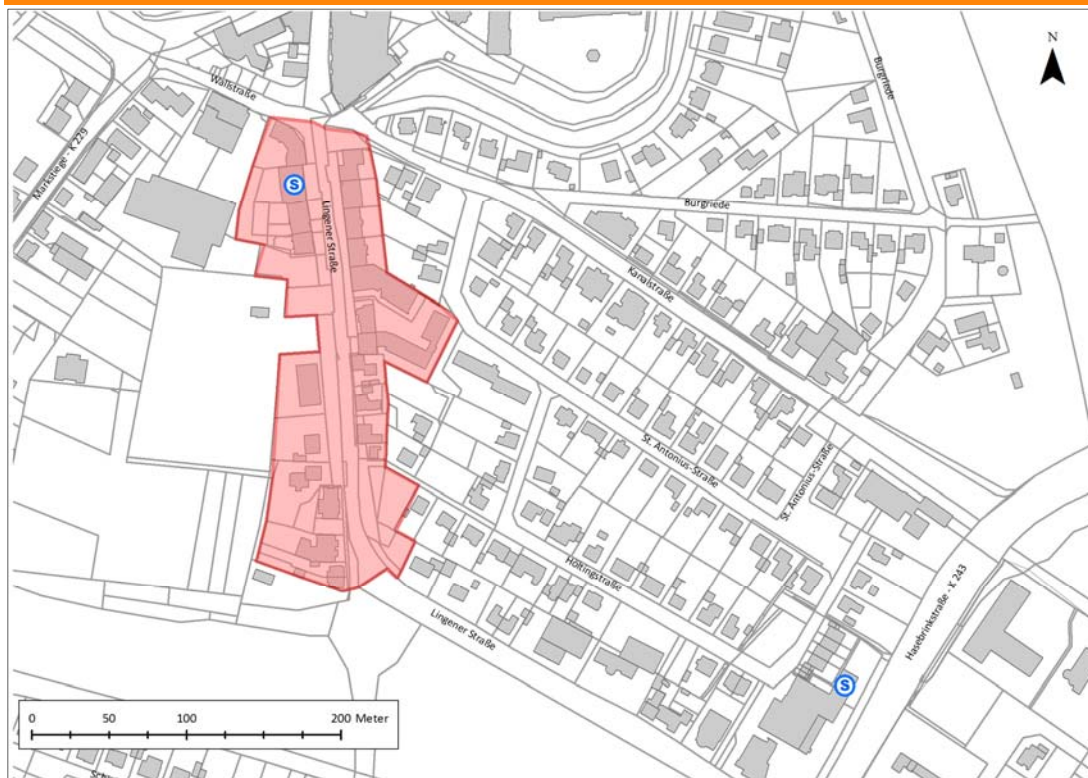 N
Wallstraße
Burgriede
Markstiege - K 229
S
Burgriede
Lingener Straße
Kanalstraße
St. Antonius-Straße
St. Antonius-Straße
Höltingstraße
Hasebrinkstraße - K 243
Lingener Straße
S
0 50 100 200 Meter